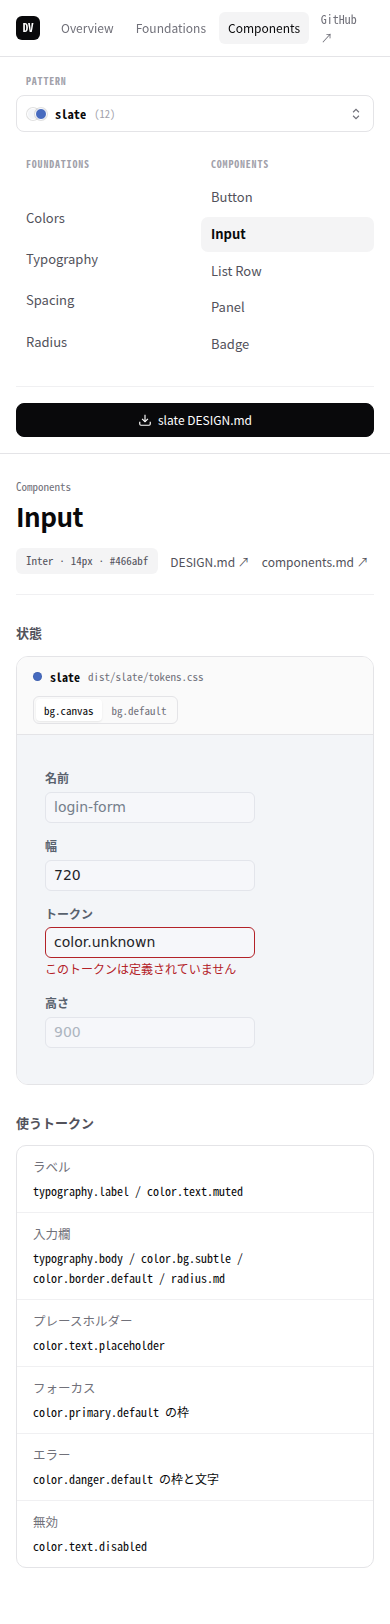 DV Overview Foundations Components GitHub ↗
PATTERN
slate (12)
FOUNDATIONS
Colors
Typography
Spacing
Radius
COMPONENTS
Button
Input
List Row
Panel
Badge
slate DESIGN.md
Components
Input
Inter · 14px · #466abf DESIGN.md ↗ components.md ↗
状態
slate dist/slate/tokens.css
bg.canvas bg.default
名前
login-form
幅
720
トークン
color.unknown
このトークンは定義されていません
高さ
900
使うトークン
ラベル
typography.label / color.text.muted
入力欄
typography.body / color.bg.subtle /
color.border.default / radius.md
プレースホルダー
color.text.placeholder
フォーカス
color.primary.default の枠
エラー
color.danger.default の枠と文字
無効
color.text.disabled